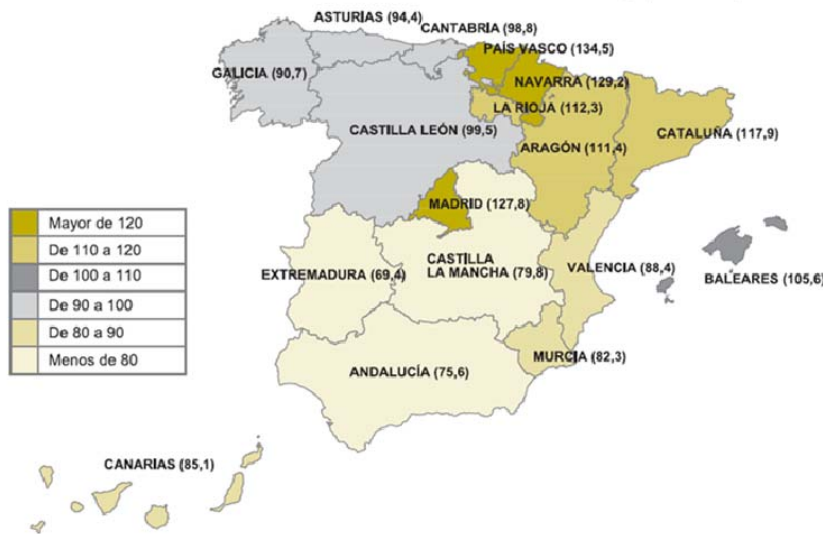 ASTURIAS (94,4)
CANTABRIA (98,8)
PAÍS VASCO (134,5)
GALICIA (90,7)
NAVARRA (129,2)
LA RIOJA (112,3)
CASTILLA LEÓN (99,5)
CATALUÑA (117,9)
ARAGÓN (111,4)
MADRID (127,8)
Mayor de 120
De 110 a 120
De 100 a 110
De 90 a 100
De 80 a 90
Menos de 80
EXTREMADURA (69,4)
CASTILLA
LA MANCHA (79,8)
VALENCIA (88,4)
BALEARES (105,6)
MURCIA (82,3)
ANDALUCÍA (75,6)
CANARIAS (85,1)